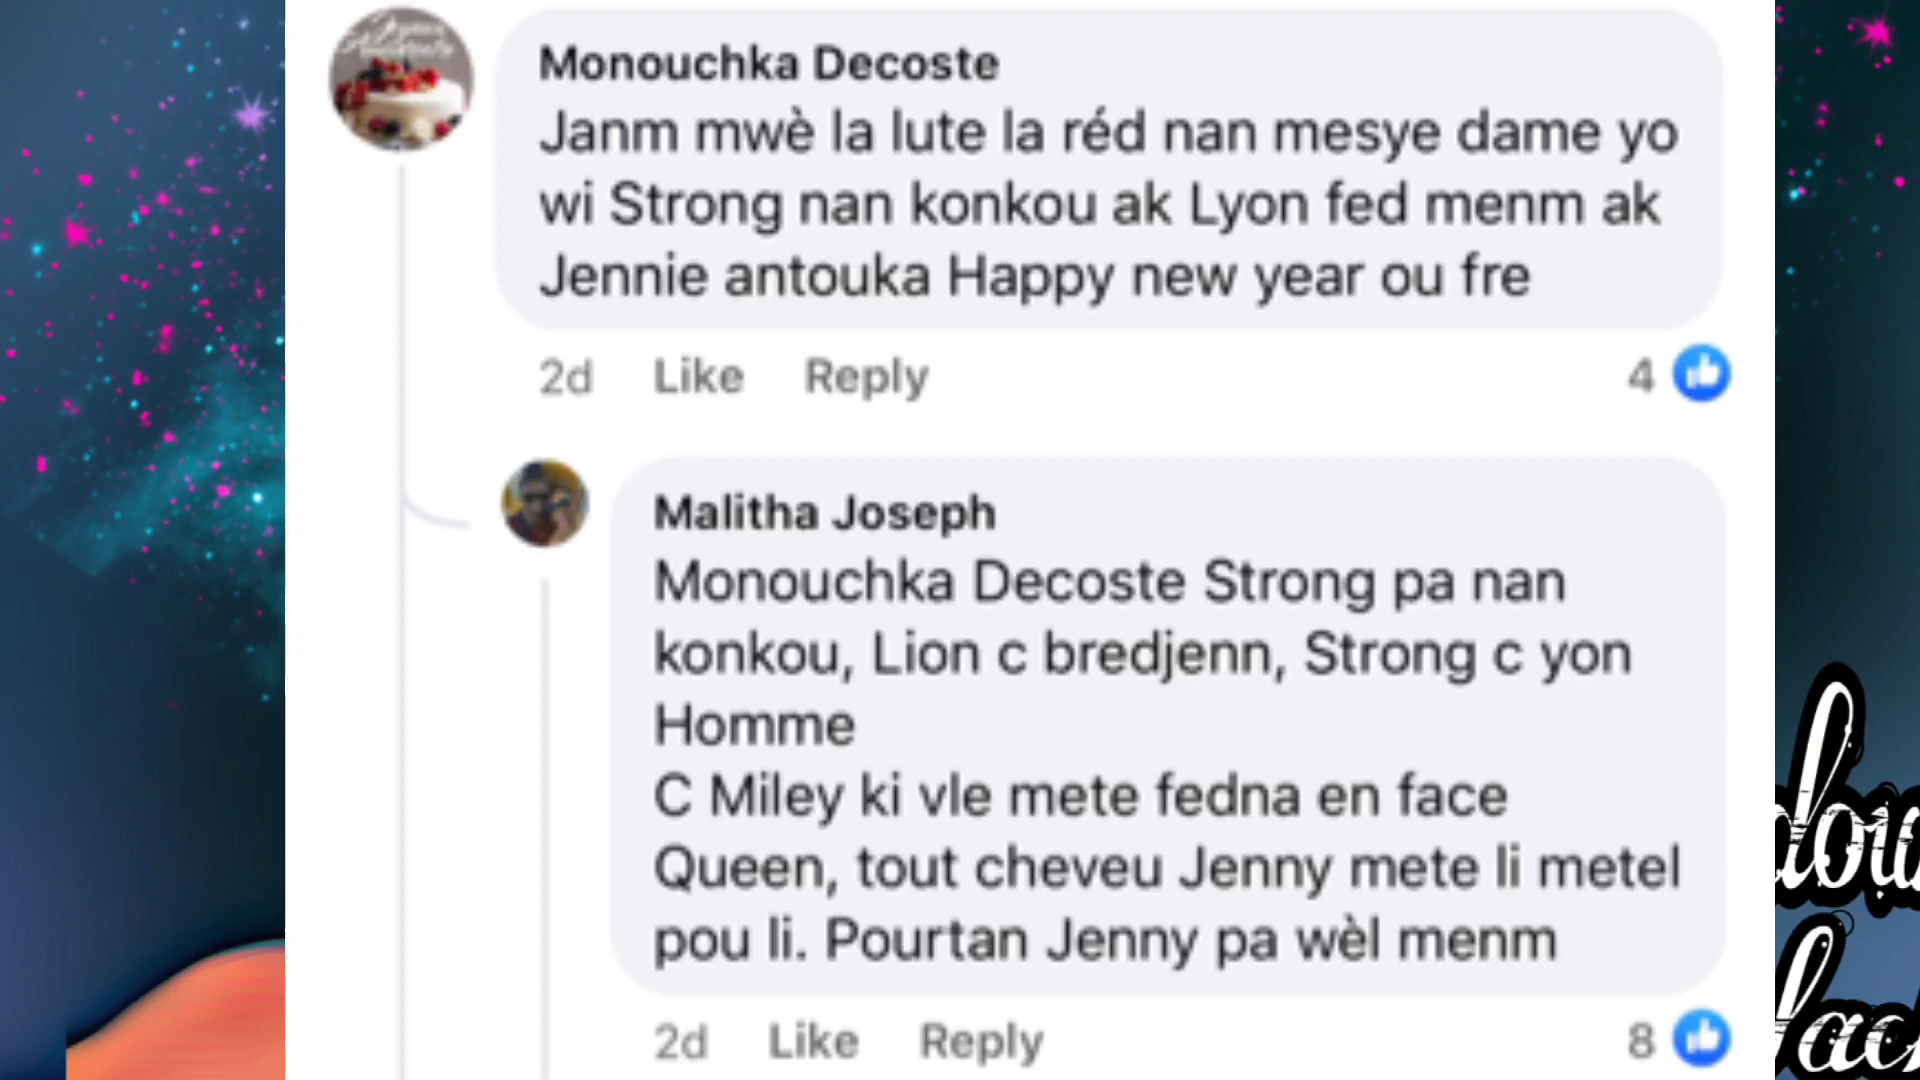 Monouchka Decoste
Janm mwè la lute la réd nan mesye dame yo
wi Strong nan konkou ak Lyon fed menm ak
Jennie antouka Happy new year ou fre
2d Like Reply 4
Malitha Joseph
Monouchka Decoste Strong pa nan
konkou, Lion c bredjenn, Strong c yon
Homme
C Miley ki vle mete fedna en face
Queen, tout cheveu Jenny mete li metel
pou li. Pourtan Jenny pa wèl menm
2d Like Reply 8